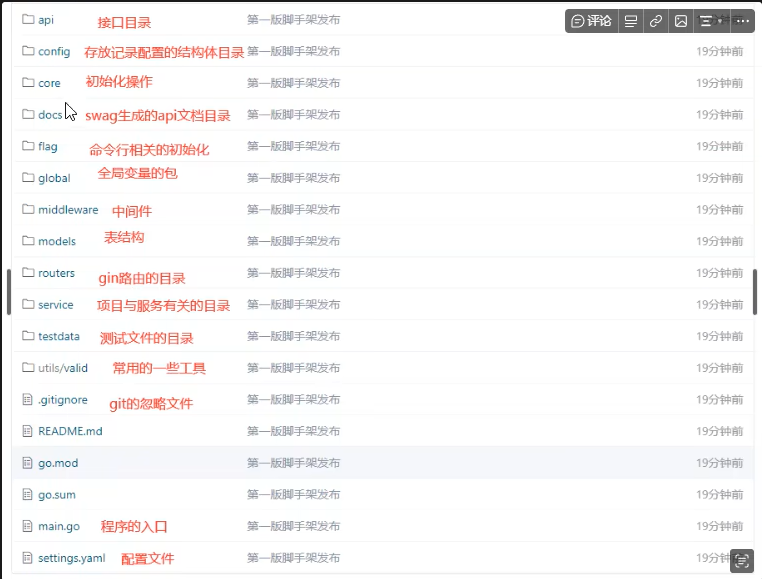 评论
api 接口目录 第一版脚手架发布
config 存放记录配置的结构体目录 第一版脚手架发布 19分钟前
core 初始化操作 第一版脚手架发布 19分钟前
docs swag生成的api文档目录 第一版脚手架发布 19分钟前
flag 命令行相关的初始化 第一版脚手架发布 19分钟前
global 全局变量的包 第一版脚手架发布 19分钟前
middleware 中间件 第一版脚手架发布 19分钟前
models 表结构 第一版脚手架发布 19分钟前
routers gin路由的目录 第一版脚手架发布 19分钟前
service 项目与服务有关的目录 第一版脚手架发布 19分钟前
testdata 测试文件的目录 第一版脚手架发布 19分钟前
utils/valid 常用的一些工具 第一版脚手架发布 19分钟前
.gitignore git的忽略文件 第一版脚手架发布 19分钟前
README.md 第一版脚手架发布 19分钟前
go.mod 第一版脚手架发布 19分钟前
go.sum 第一版脚手架发布 19分钟前
main.go 程序的入口 第一版脚手架发布 19分钟前
settings.yaml 配置文件 第一版脚手架发布 19分钟前